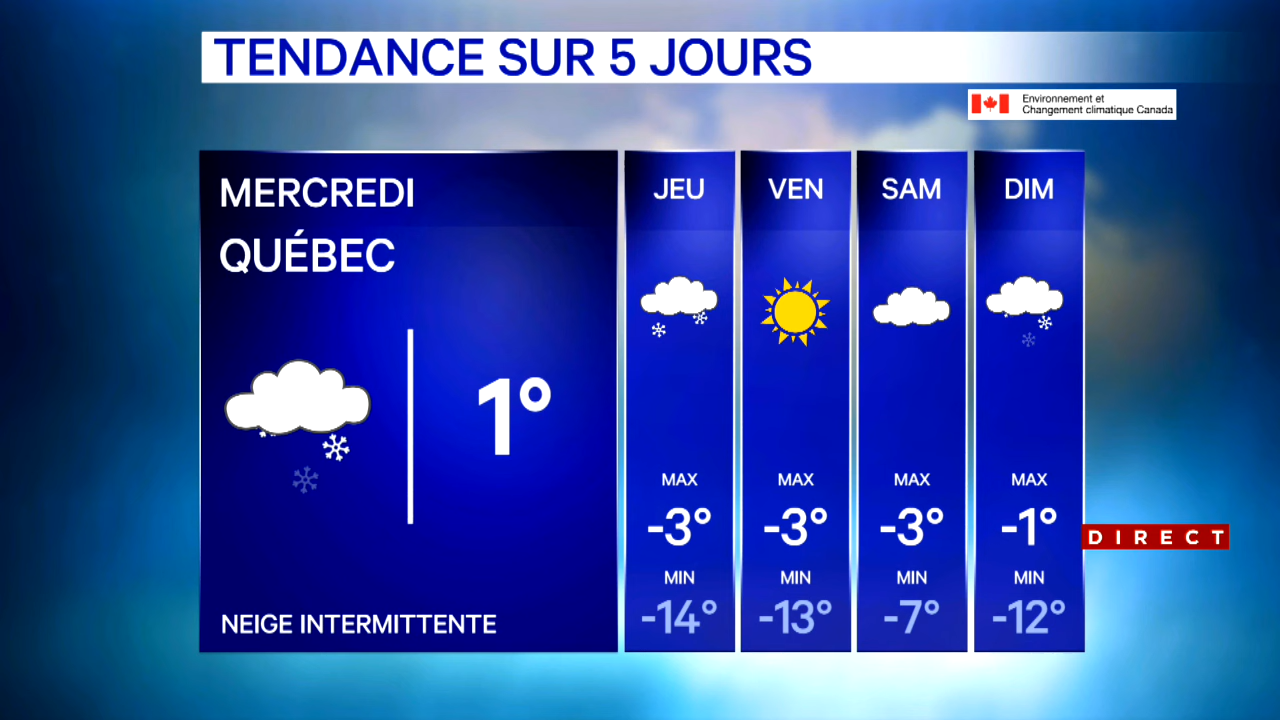 TENDANCE SUR 5 JOURS
Environnement et
Changement climatique Canada
MERCREDI
QUÉBEC
1°
NEIGE INTERMITTENTE
JEU
MAX
-3°
MIN
-14°
VEN
MAX
-3°
MIN
-13°
SAM
MAX
-3°
MIN
-7°
DIM
MAX
-1°
MIN
-12°
DIRECT